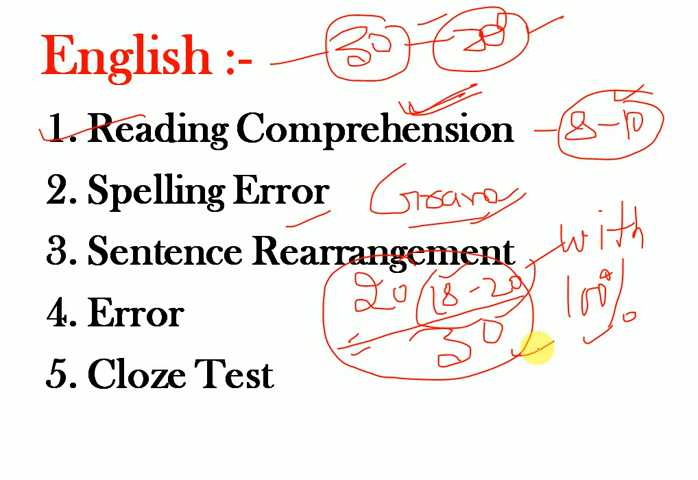 English :- 30 20
1. Reading Comprehension 8-10
2. Spelling Error
3. Sentence Rearrangement with
20 18-20 100%
4. Error 30
5. Cloze Test